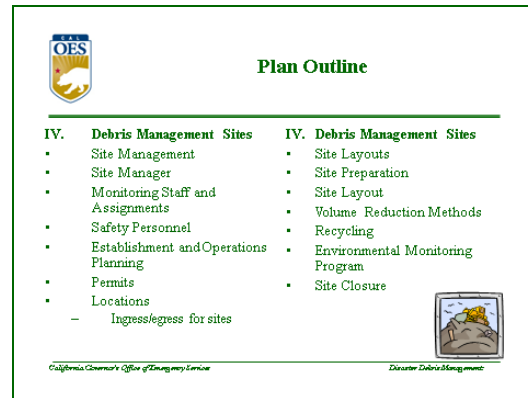 CAL
OES
Plan Outline
IV. Debris Management Sites
• Site Management
• Site Manager
• Monitoring Staff and
Assignments
• Safety Personnel
• Establishment and Operations
Planning
• Permits
• Locations
– Ingress/egress for sites
IV. Debris Management Sites
• Site Layouts
• Site Preparation
• Site Layout
• Volume Reduction Methods
• Recycling
• Environmental Monitoring
Program
• Site Closure
California Governor's Office of Emergency Services
Disaster Debris Management